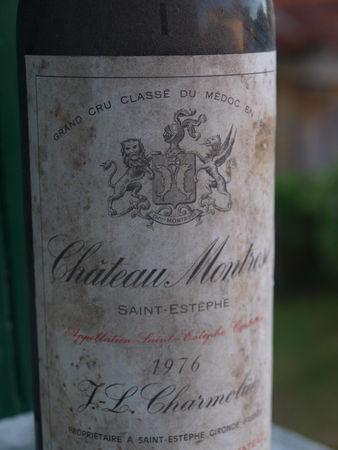 GRAND CRU CLASSÉ DU MÉDOC EN
Château Montrose
SAINT-ESTÈPHE
Appellation Saint-Estèphe
1976
J.L. Charmolüe
PROPRIÉTAIRE A SAINT-ESTÈPHE GIRONDE